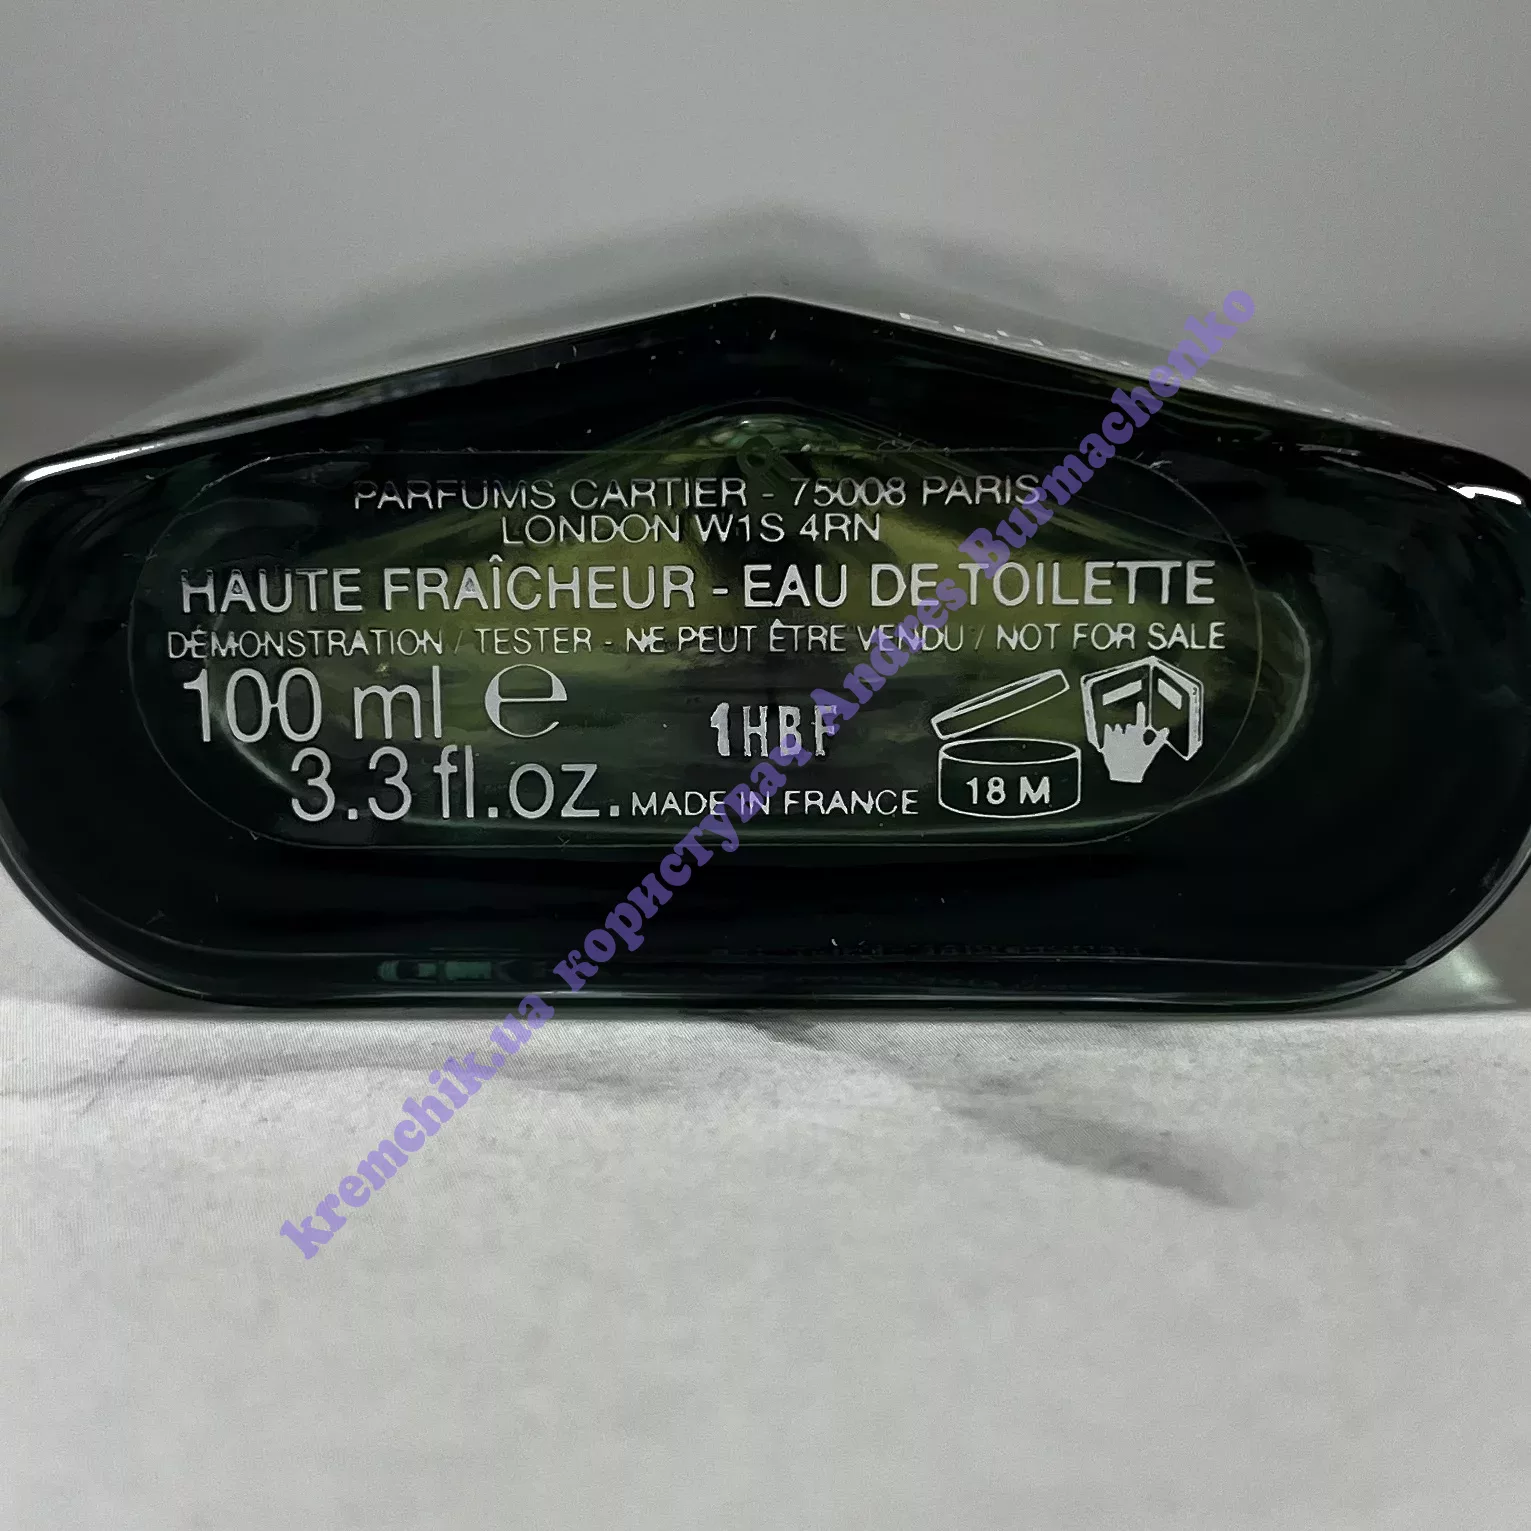 PARFUMS CARTIER - 75008 PARIS
LONDON W1S 4RN
HAUTE FRAÎCHEUR - EAU DE TOILETTE
DÉMONSTRATION / TESTER - NE PEUT ÊTRE VENDU / NOT FOR SALE
100 ml e
3.3 fl.oz.
1HBF
MADE IN FRANCE
18 M
kremchik.ua користувач Andres Burmachenko